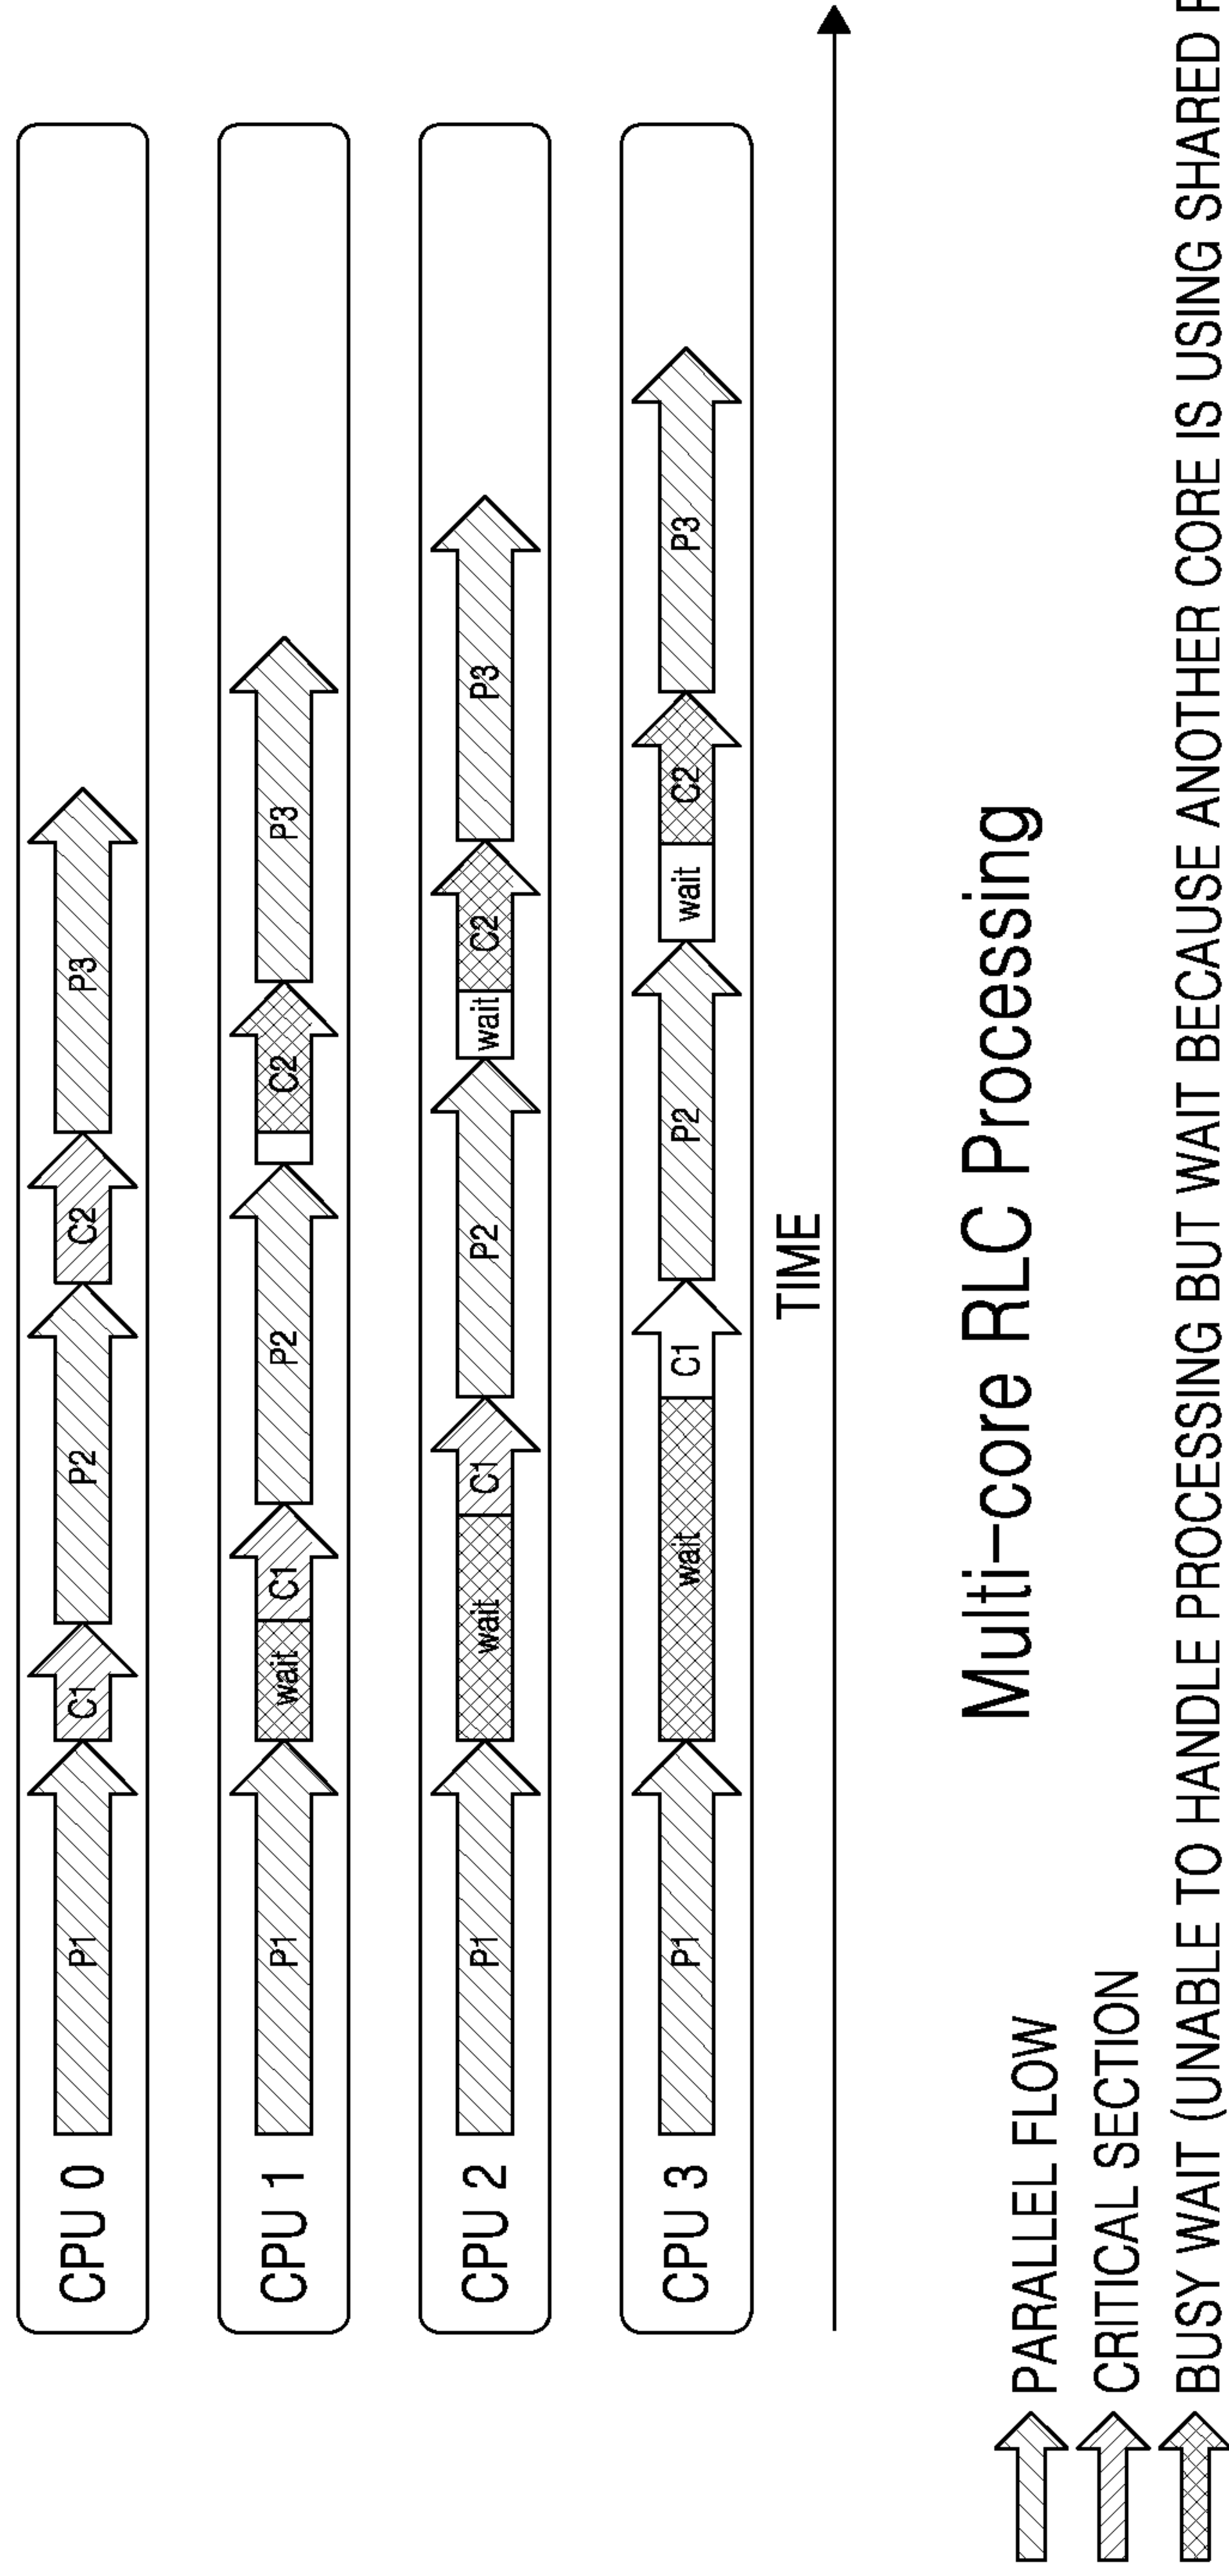 CPU 0 P1 C1 P2 C2 P3
CPU 1 P1 wait C1 P2 C2 P3
CPU 2 P1 wait C1 P2 wait C2 P3
CPU 3 P1 wait C1 P2 wait C2 P3
TIME
Multi-core RLC Processing
PARALLEL FLOW
CRITICAL SECTION
BUSY WAIT (UNABLE TO HANDLE PROCESSING BUT WAIT BECAUSE ANOTHER CORE IS USING SHARED